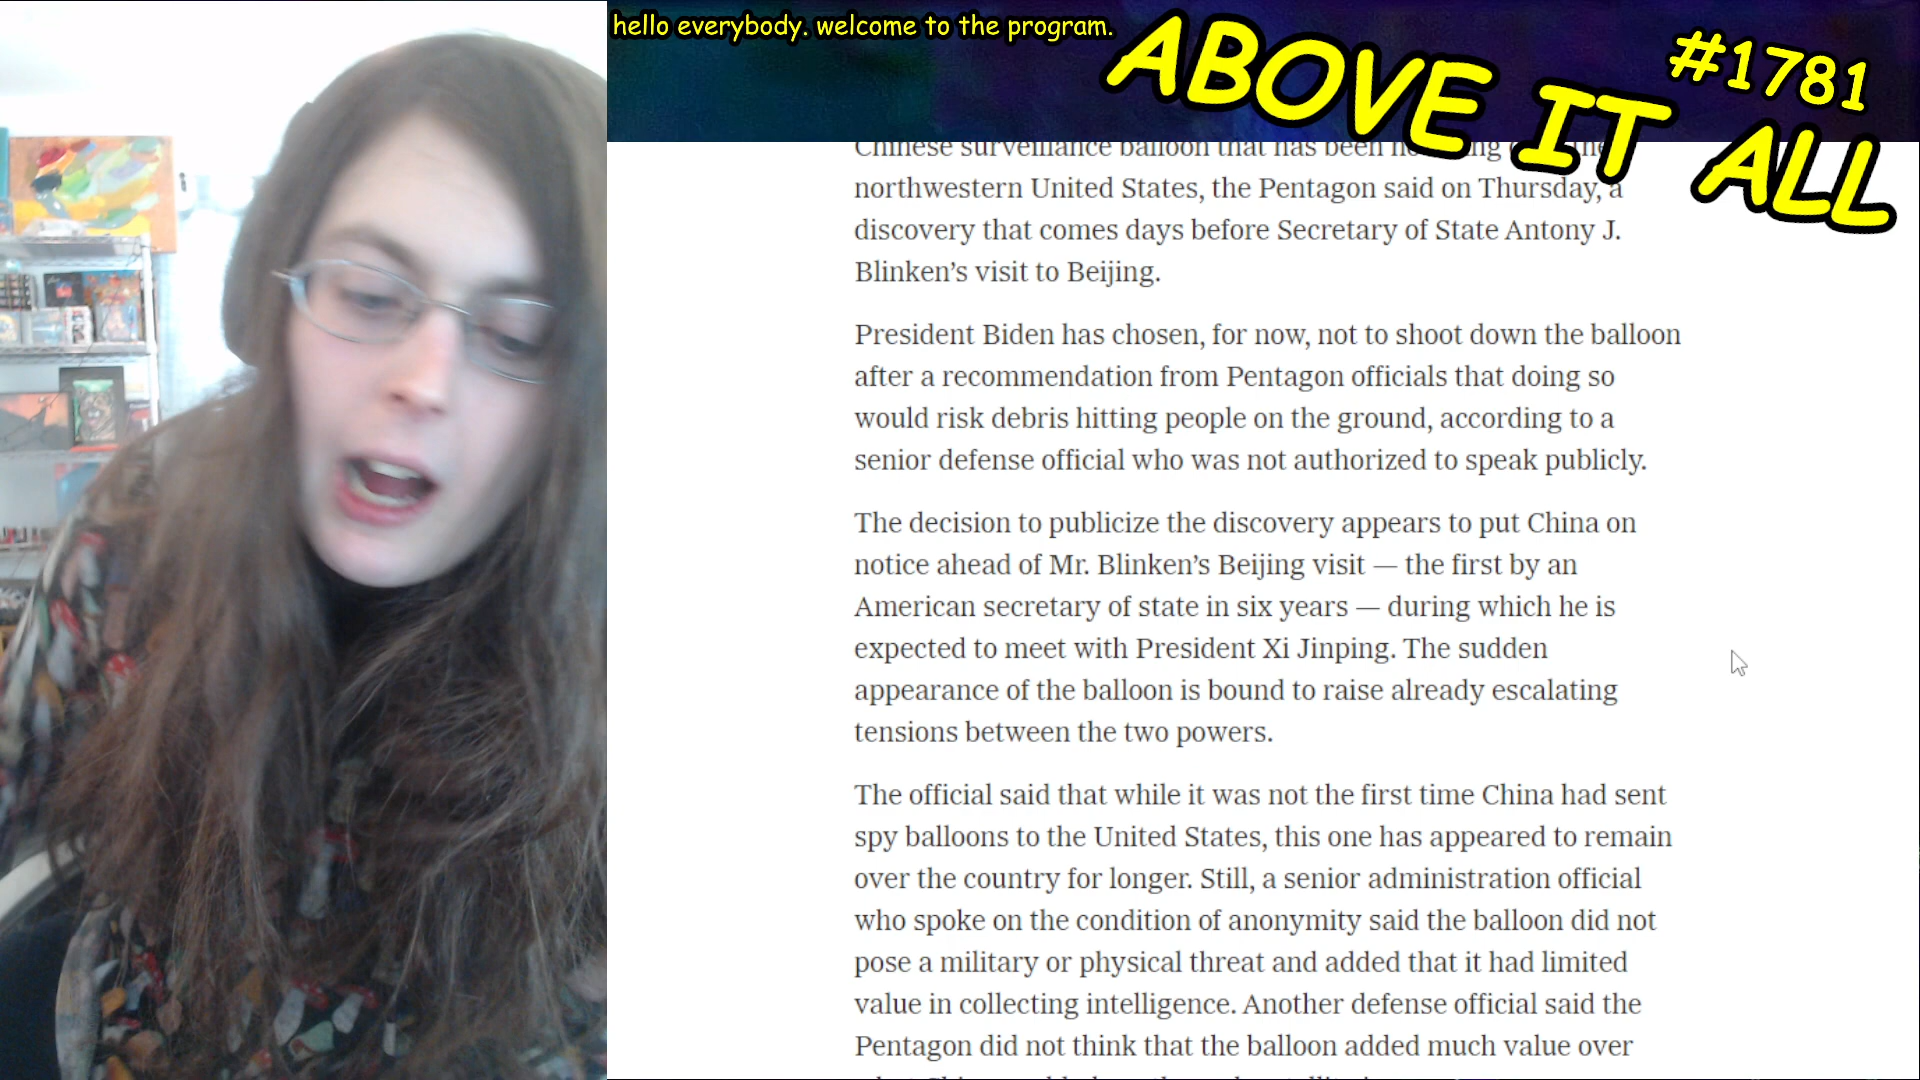 hello everybody. welcome to the program.
ABOVE IT ALL
#1781
Chinese surveillance balloon that has been
northwestern United States, the Pentagon said on Thursday, a
discovery that comes days before Secretary of State Antony J.
Blinken’s visit to Beijing.
President Biden has chosen, for now, not to shoot down the balloon
after a recommendation from Pentagon officials that doing so
would risk debris hitting people on the ground, according to a
senior defense official who was not authorized to speak publicly.
The decision to publicize the discovery appears to put China on
notice ahead of Mr. Blinken’s Beijing visit — the first by an
American secretary of state in six years — during which he is
expected to meet with President Xi Jinping. The sudden
appearance of the balloon is bound to raise already escalating
tensions between the two powers.
The official said that while it was not the first time China had sent
spy balloons to the United States, this one has appeared to remain
over the country for longer. Still, a senior administration official
who spoke on the condition of anonymity said the balloon did not
pose a military or physical threat and added that it had limited
value in collecting intelligence. Another defense official said the
Pentagon did not think that the balloon added much value over